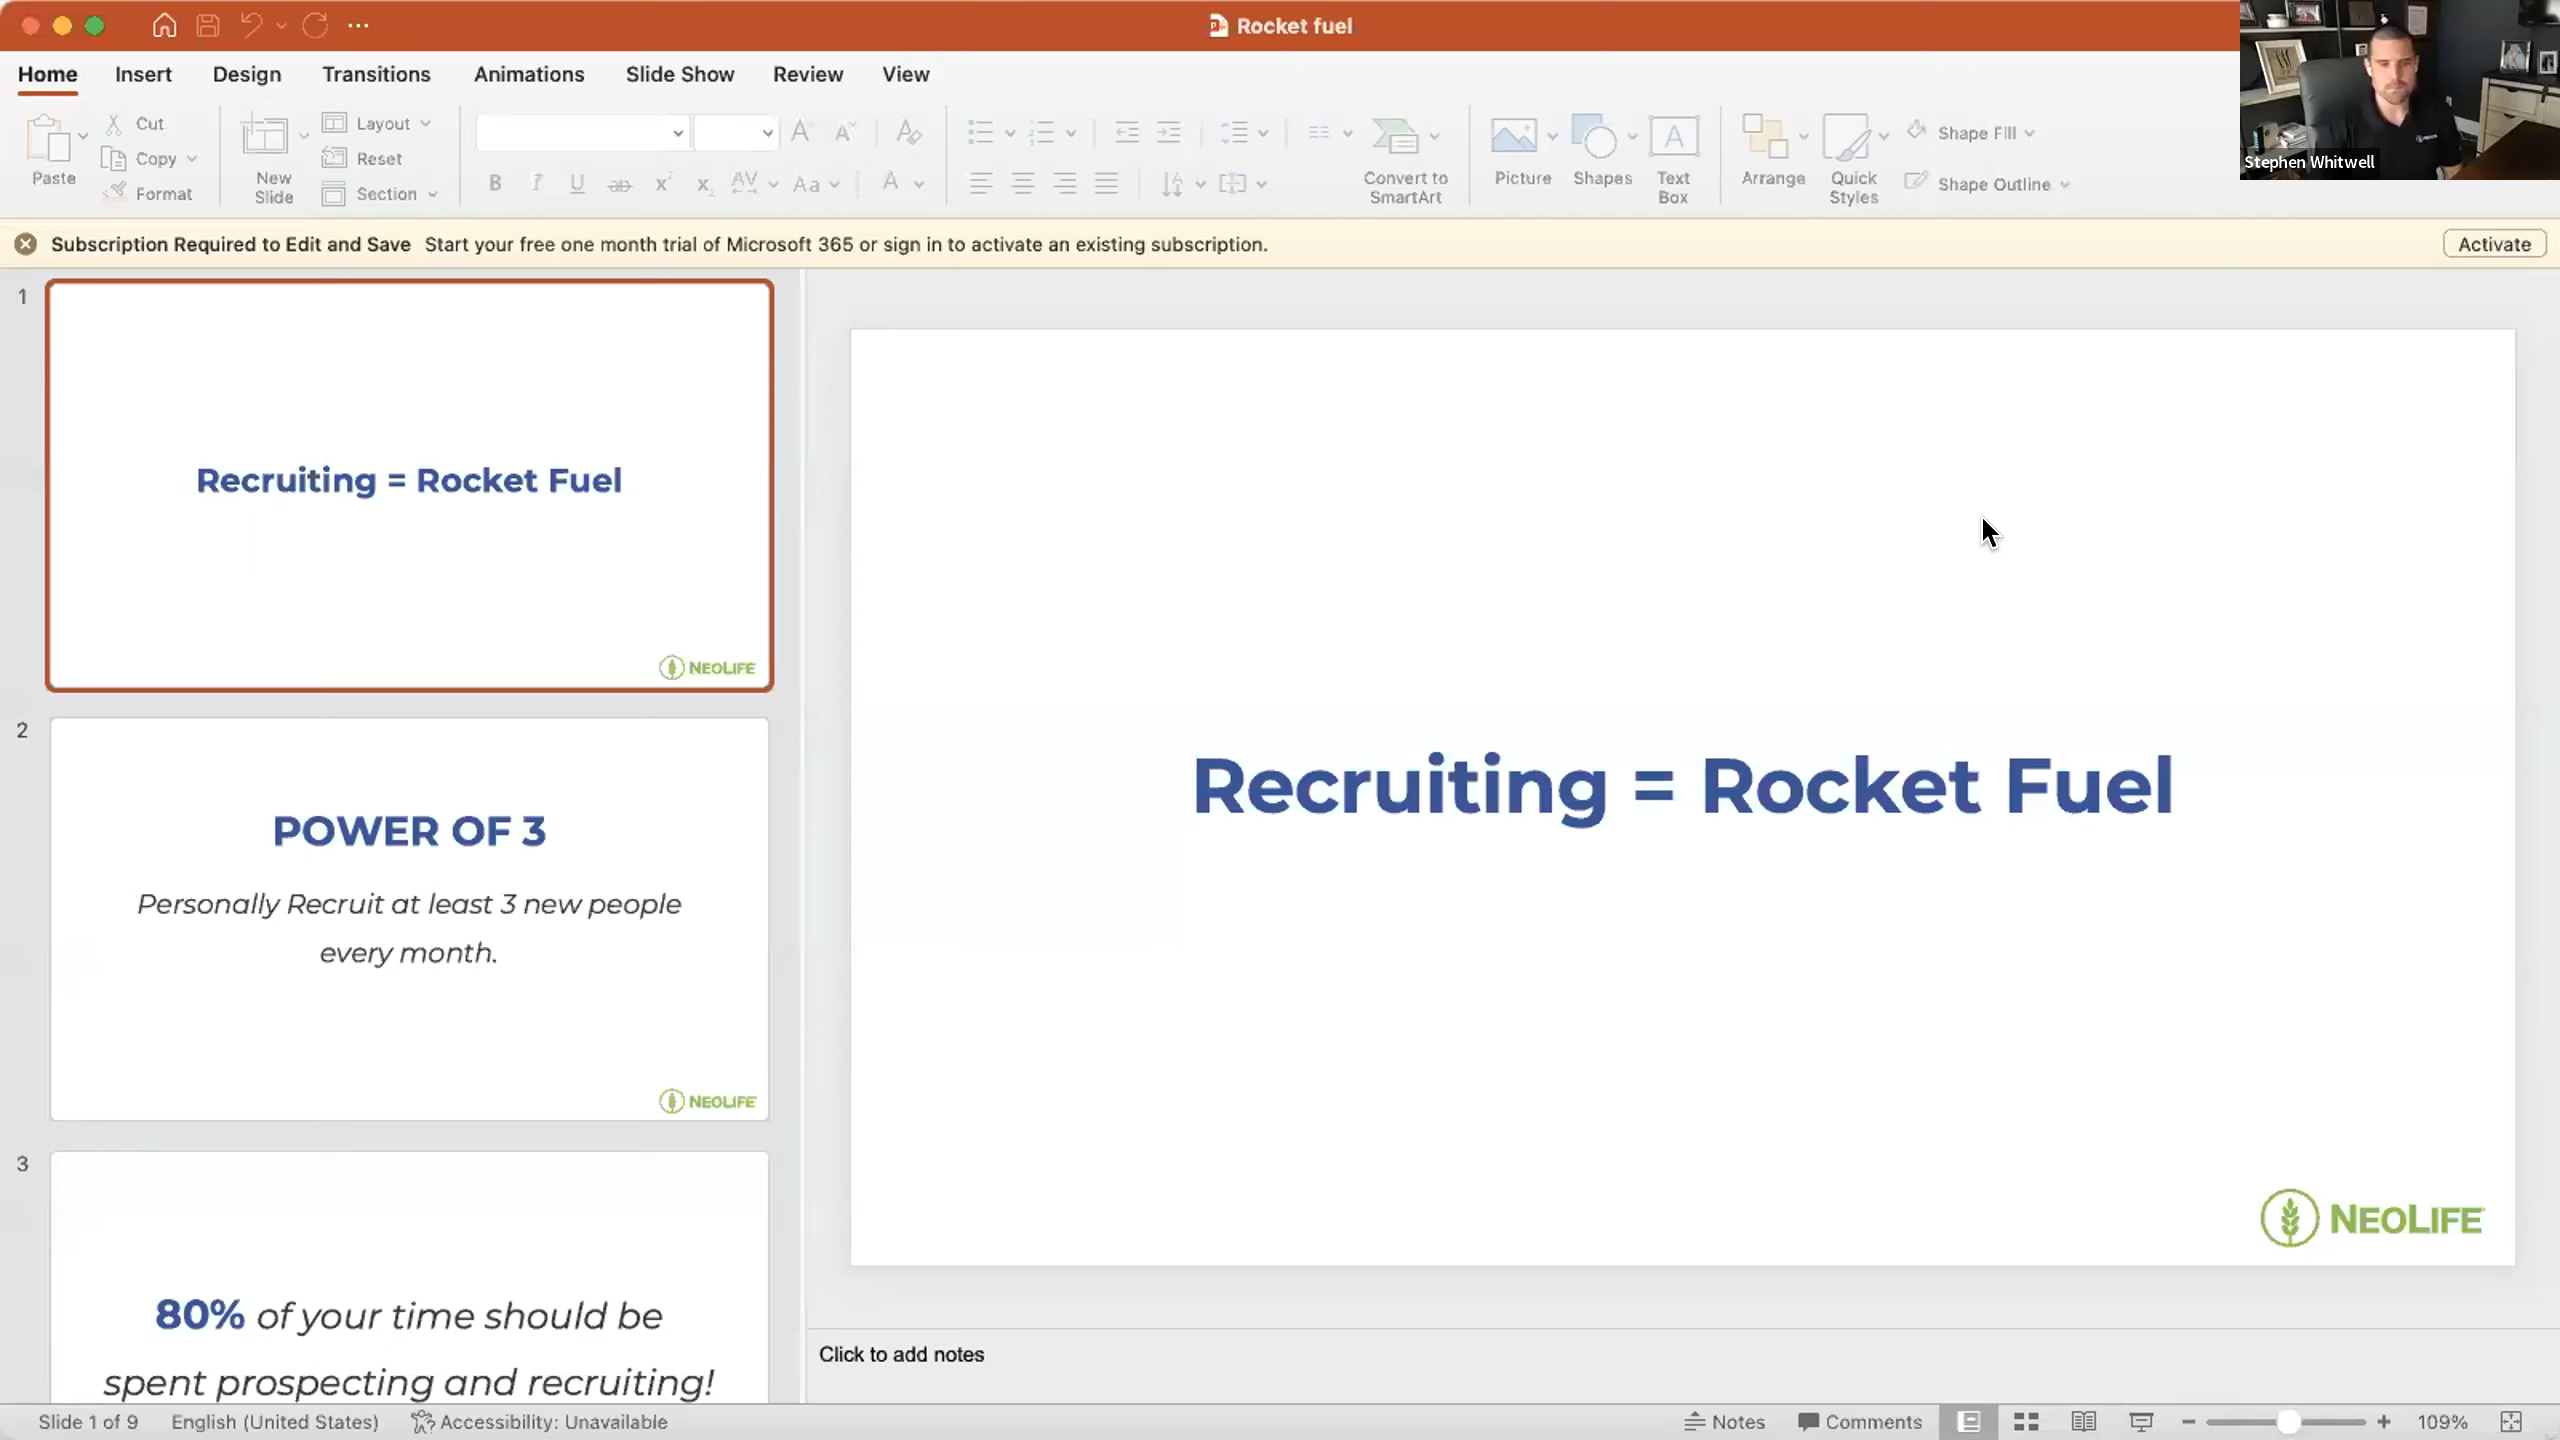 Rocket fuel
Home Insert Design Transitions Animations Slide Show Review View
Paste
Cut
Copy
Format
New
Slide
Layout
Reset
Section
B I U ab x² x₂ AV Aa A
Convert to
SmartArt
Picture
Shapes
Text
Box
Arrange
Quick
Styles
Shape Fill
Shape Outline
Stephen Whitwell
Subscription Required to Edit and Save Start your free one month trial of Microsoft 365 or sign in to activate an existing subscription.
Activate
1
Recruiting = Rocket Fuel
NEOLIFE
2
POWER OF 3
Personally Recruit at least 3 new people
every month.
NEOLIFE
3
80% of your time should be
spent prospecting and recruiting!
Recruiting = Rocket Fuel
NEOLIFE
Click to add notes
Slide 1 of 9 English (United States) Accessibility: Unavailable
Notes Comments 109%